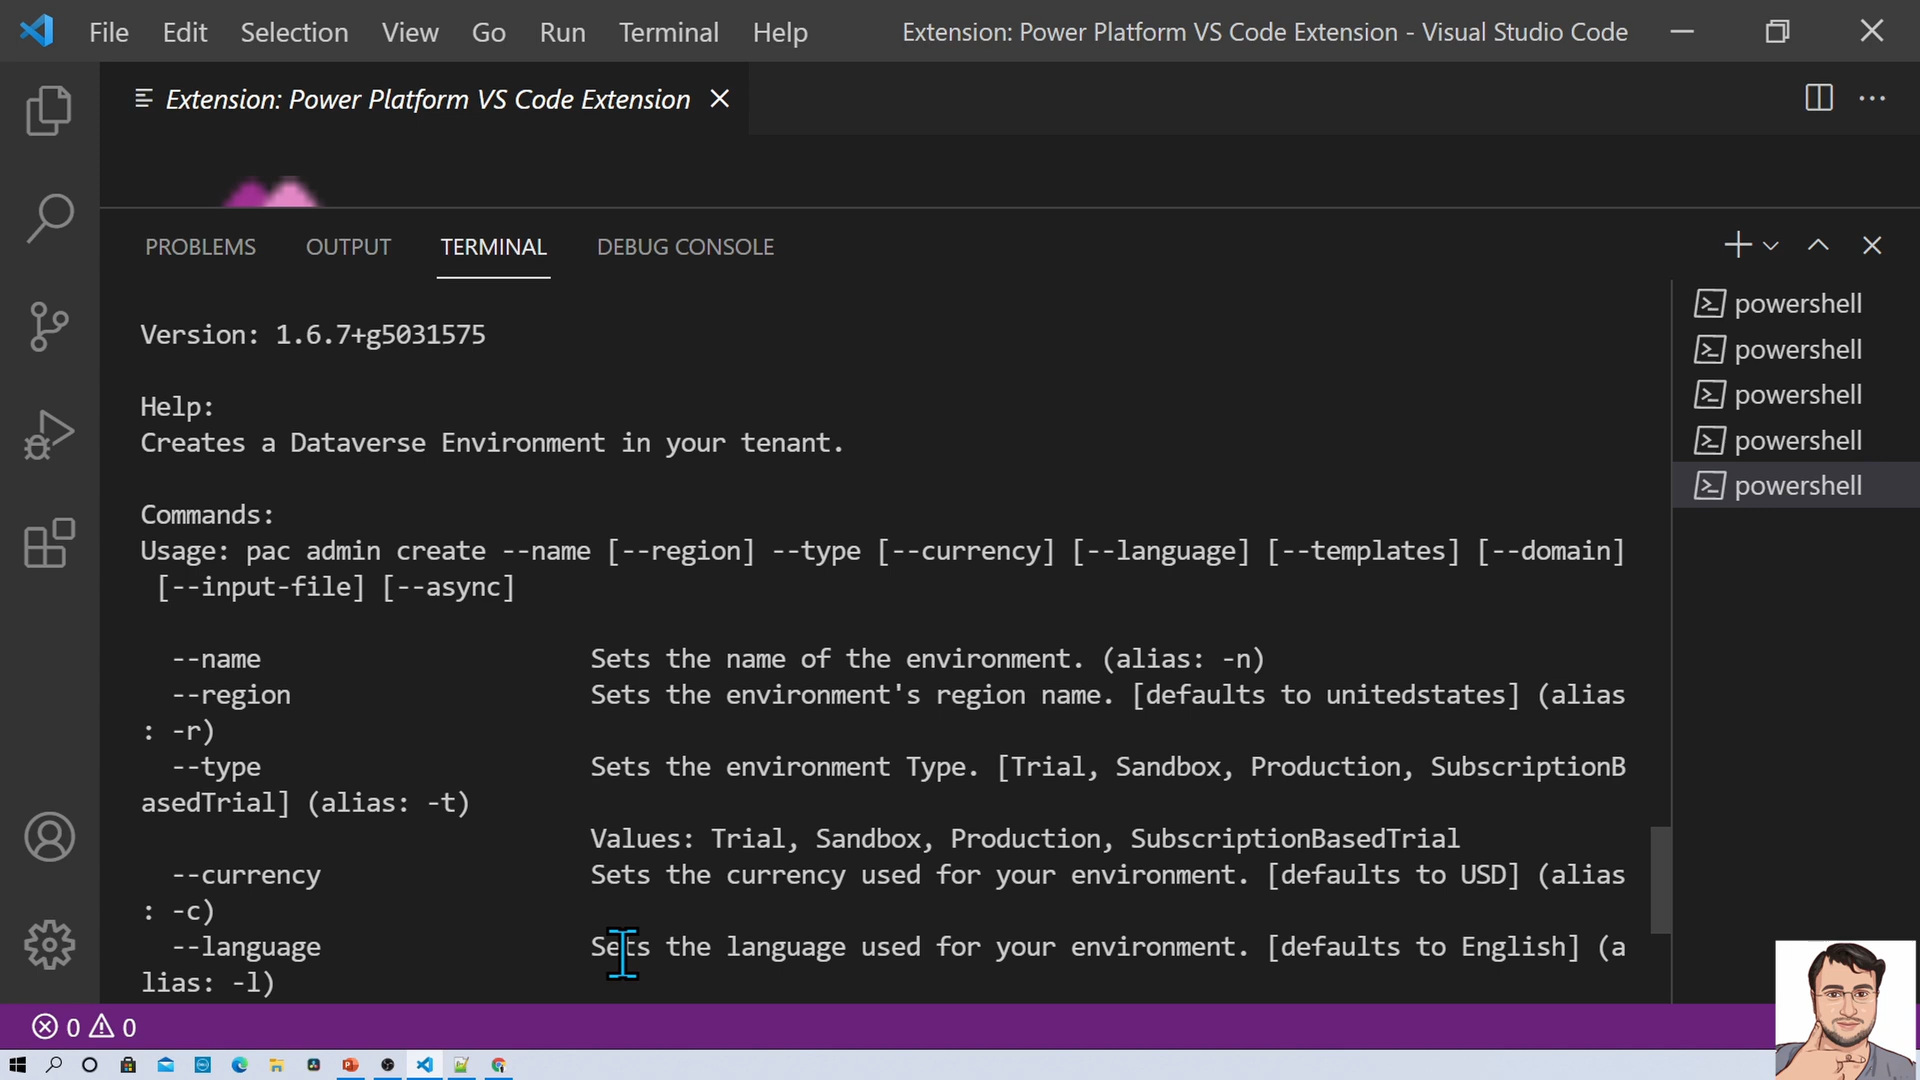 File Edit Selection View Go Run Terminal Help Extension: Power Platform VS Code Extension - Visual Studio Code
Extension: Power Platform VS Code Extension
PROBLEMS OUTPUT TERMINAL DEBUG CONSOLE
Version: 1.6.7+g5031575
Help:
Creates a Dataverse Environment in your tenant.
Commands:
Usage: pac admin create --name [--region] --type [--currency] [--language] [--templates] [--domain]
[--input-file] [--async]
--name Sets the name of the environment. (alias: -n)
--region Sets the environment's region name. [defaults to unitedstates] (alias
: -r)
--type Sets the environment Type. [Trial, Sandbox, Production, SubscriptionB
asedTrial] (alias: -t)
Values: Trial, Sandbox, Production, SubscriptionBasedTrial
--currency Sets the currency used for your environment. [defaults to USD] (alias
: -c)
--language Sets the language used for your environment. [defaults to English] (a
lias: -l)
powershell
powershell
powershell
powershell
powershell
0 0